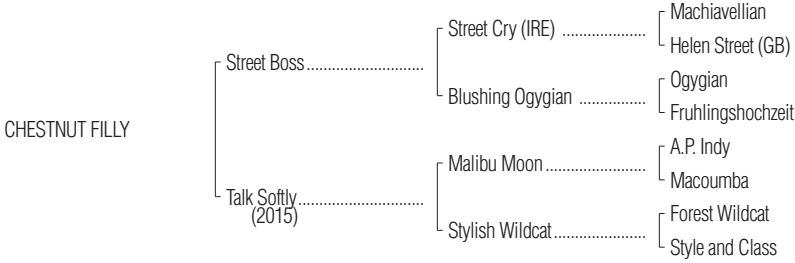 CHESTNUT FILLY
Street Boss
Talk Softly
(2015)
Street Cry (IRE)
Blushing Ogygian
Malibu Moon
Stylish Wildcat
Machiavellian
Helen Street (GB)
Ogygian
Fruhlingshochzeit
A.P. Indy
Macoumba
Forest Wildcat
Style and Class